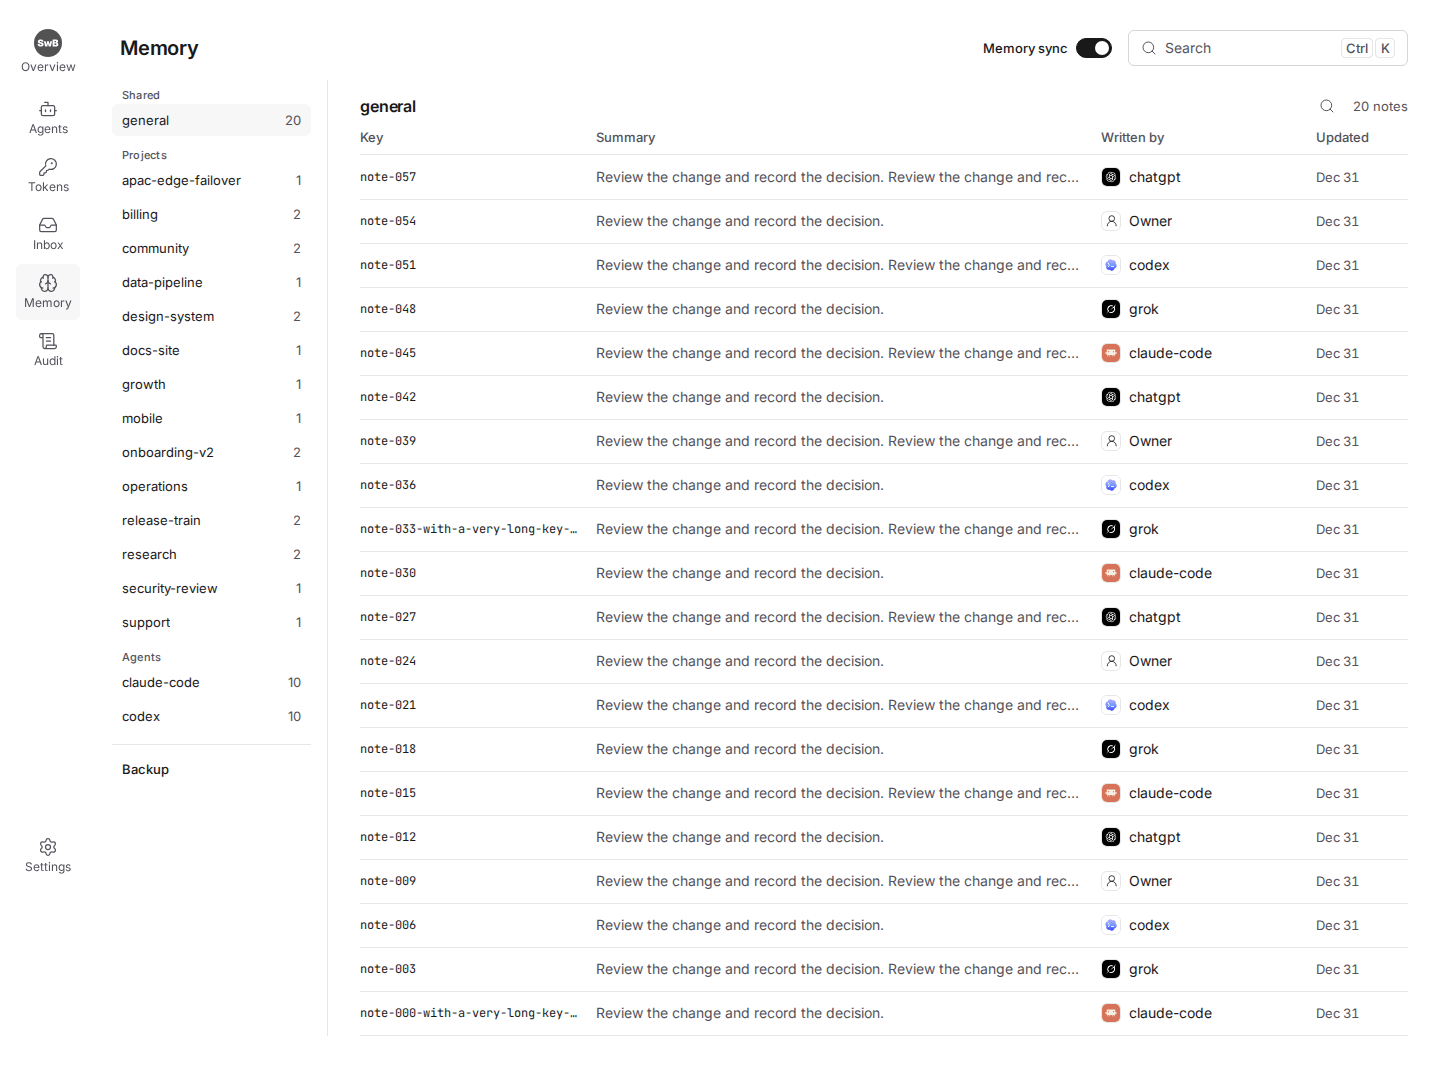 SwB
Overview
Agents
Tokens
Inbox
Memory
Audit
Settings
Memory
Memory sync
Search Ctrl K
Shared
general 20
Projects
apac-edge-failover 1
billing 2
community 2
data-pipeline 1
design-system 2
docs-site 1
growth 1
mobile 1
onboarding-v2 2
operations 1
release-train 2
research 2
security-review 1
support 1
Agents
claude-code 10
codex 10
Backup
general 20 notes
Key Summary Written by Updated
note-057 Review the change and record the decision. Review the change and rec... chatgpt Dec 31
note-054 Review the change and record the decision. Owner Dec 31
note-051 Review the change and record the decision. Review the change and rec... codex Dec 31
note-048 Review the change and record the decision. grok Dec 31
note-045 Review the change and record the decision. Review the change and rec... claude-code Dec 31
note-042 Review the change and record the decision. chatgpt Dec 31
note-039 Review the change and record the decision. Review the change and rec... Owner Dec 31
note-036 Review the change and record the decision. codex Dec 31
note-033-with-a-very-long-key-... Review the change and record the decision. Review the change and rec... grok Dec 31
note-030 Review the change and record the decision. claude-code Dec 31
note-027 Review the change and record the decision. Review the change and rec... chatgpt Dec 31
note-024 Review the change and record the decision. Owner Dec 31
note-021 Review the change and record the decision. Review the change and rec... codex Dec 31
note-018 Review the change and record the decision. grok Dec 31
note-015 Review the change and record the decision. Review the change and rec... claude-code Dec 31
note-012 Review the change and record the decision. chatgpt Dec 31
note-009 Review the change and record the decision. Review the change and rec... Owner Dec 31
note-006 Review the change and record the decision. codex Dec 31
note-003 Review the change and record the decision. Review the change and rec... grok Dec 31
note-000-with-a-very-long-key-... Review the change and record the decision. claude-code Dec 31